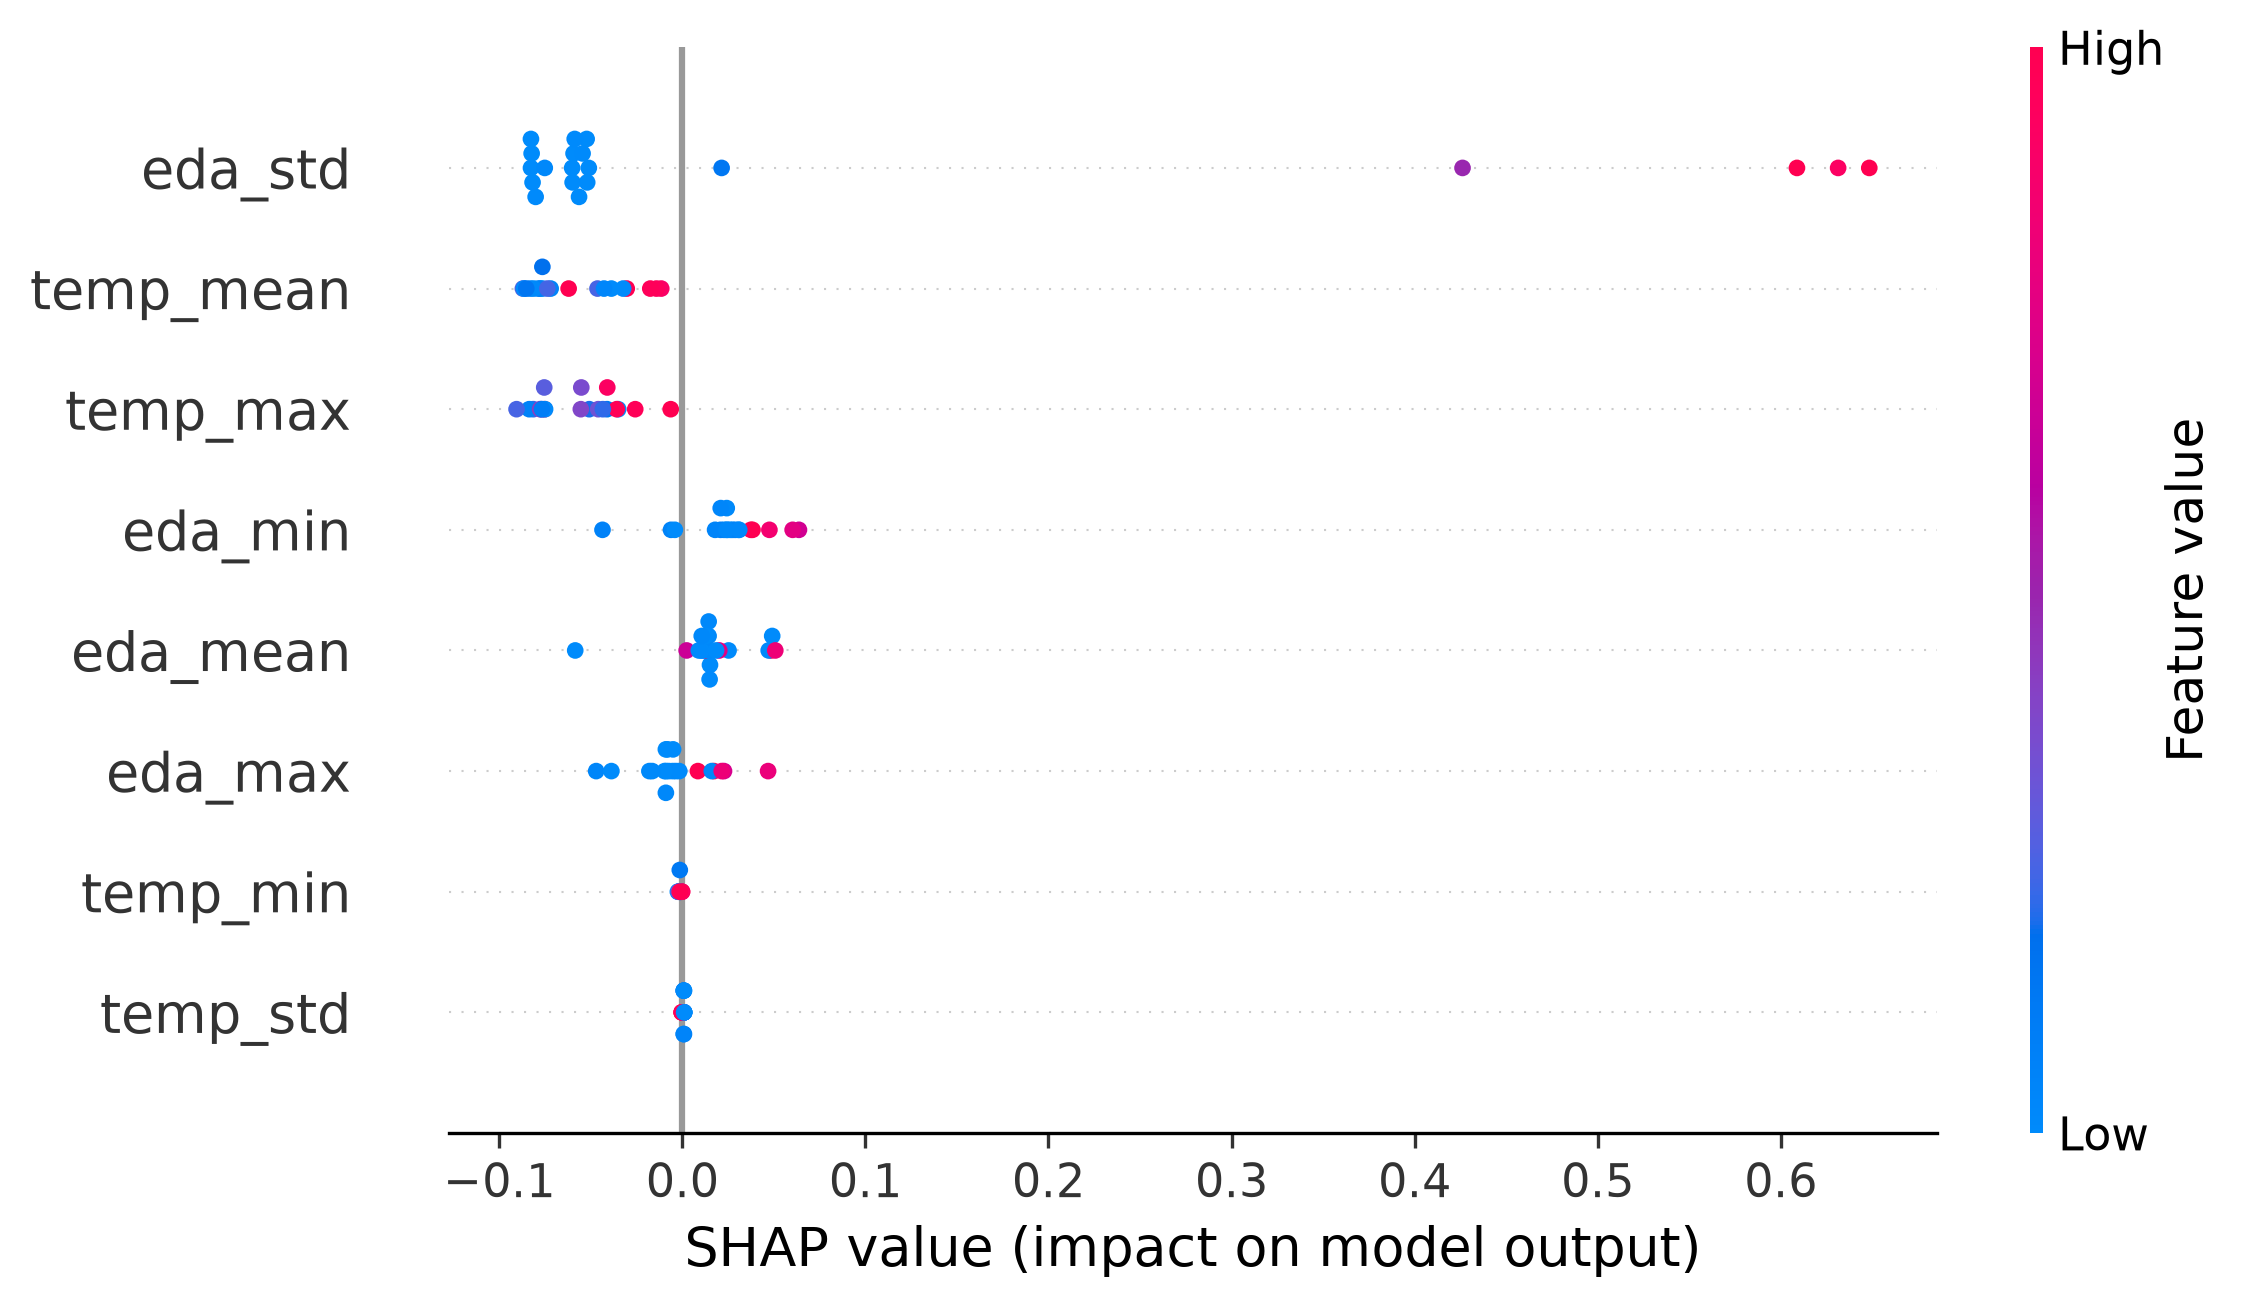 High
eda_std
temp_mean
temp_max
eda_min
eda_mean
eda_max
temp_min
temp_std
Feature value
Low
−0.1 0.0 0.1 0.2 0.3 0.4 0.5 0.6
SHAP value (impact on model output)